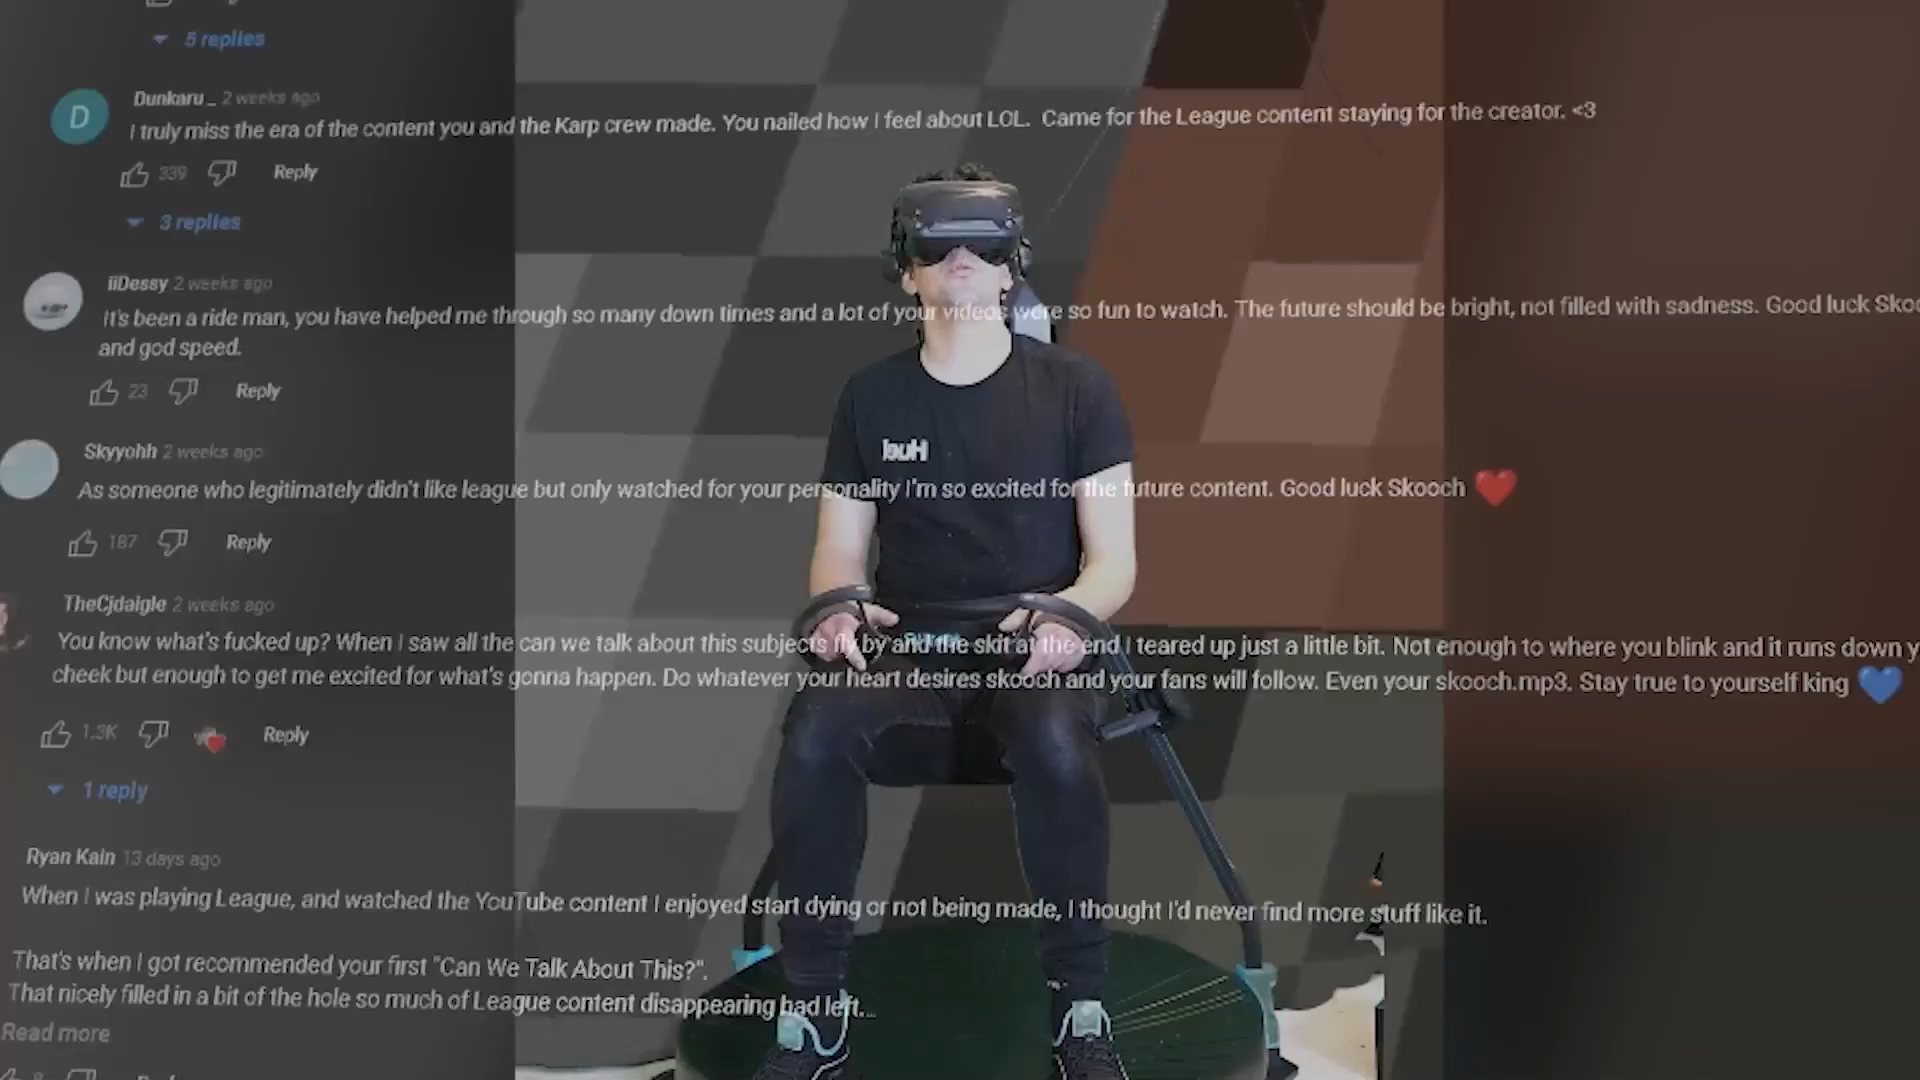 5 replies
Dunkaru_ 2 weeks ago
I truly miss the era of the content you and the Karp crew made. You nailed how I feel about LOL. Came for the League content staying for the creator. <3
339 Reply
3 replies
iiDessy 2 weeks ago
It's been a ride man, you have helped me through so many down times and a lot of your videos were so fun to watch. The future should be bright, not filled with sadness. Good luck Skoo
and god speed.
23 Reply
Skyyohh 2 weeks ago
As someone who legitimately didn't like league but only watched for your personality I'm so excited for the future content. Good luck Skooch ❤️
187 Reply
Huel
TheCjdaigle 2 weeks ago
You know what's fucked up? When I saw all the can we talk about this subjects fly by and the skit at the end I teared up just a little bit. Not enough to where you blink and it runs down y
cheek but enough to get me excited for what's gonna happen. Do whatever your heart desires skooch and your fans will follow. Even your skooch.mp3. Stay true to yourself king 💙
1.3K Reply
1 reply
Ryan Kain 13 days ago
When I was playing League, and watched the YouTube content I enjoyed start dying or not being made, I thought I'd never find more stuff like it.
That's when I got recommended your first "Can We Talk About This?".
That nicely filled in a bit of the hole so much of League content disappearing had left...
Read more